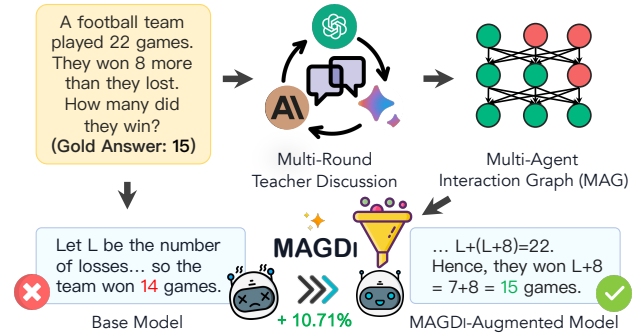 A football team
played 22 games.
They won 8 more
than they lost.
How many did
they win?
(Gold Answer: 15)
Multi-Round
Teacher Discussion
Multi-Agent
Interaction Graph (MAG)
Let L be the number
of losses... so the
team won 14 games.
Base Model
MAGDI
+ 10.71%
... L+(L+8)=22.
Hence, they won L+8
= 7+8 = 15 games.
MAGDI-Augmented Model